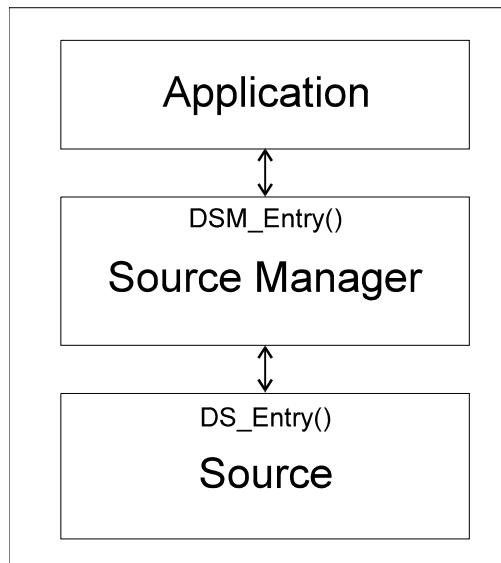 Application
DSM_Entry()
Source Manager
DS_Entry()
Source